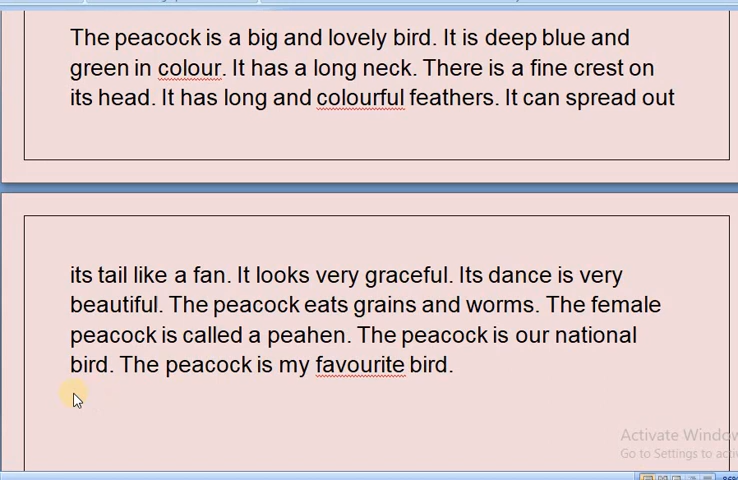 The peacock is a big and lovely bird. It is deep blue and
green in colour. It has a long neck. There is a fine crest on
its head. It has long and colourful feathers. It can spread out
its tail like a fan. It looks very graceful. Its dance is very
beautiful. The peacock eats grains and worms. The female
peacock is called a peahen. The peacock is our national
bird. The peacock is my favourite bird.
Activate Windo
Go to Settings to acti